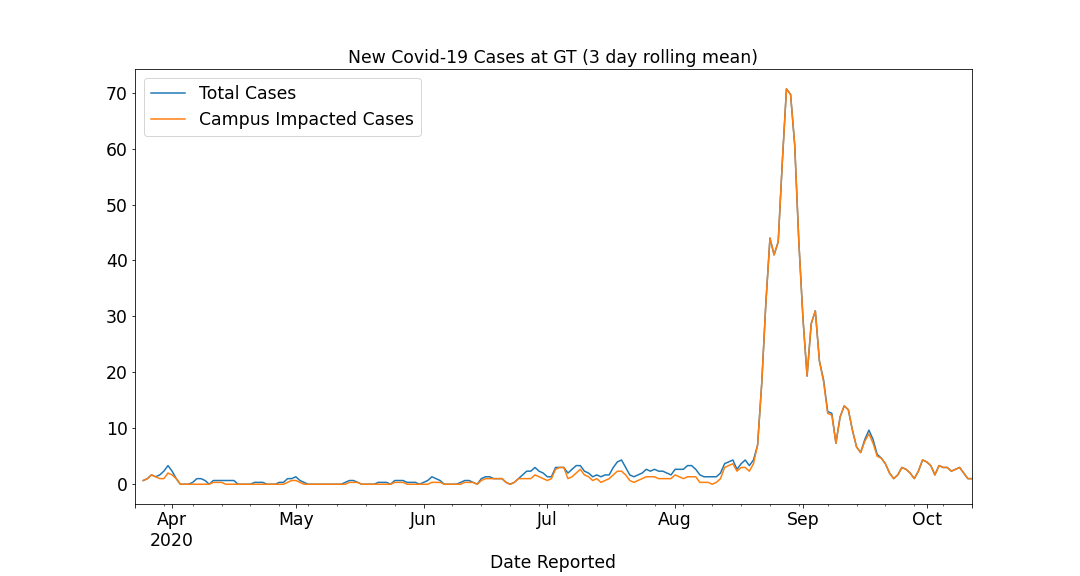 New Covid-19 Cases at GT (3 day rolling mean)
Total Cases
Campus Impacted Cases
70
60
50
40
30
20
10
0
Apr May Jun Jul Aug Sep Oct
2020
Date Reported